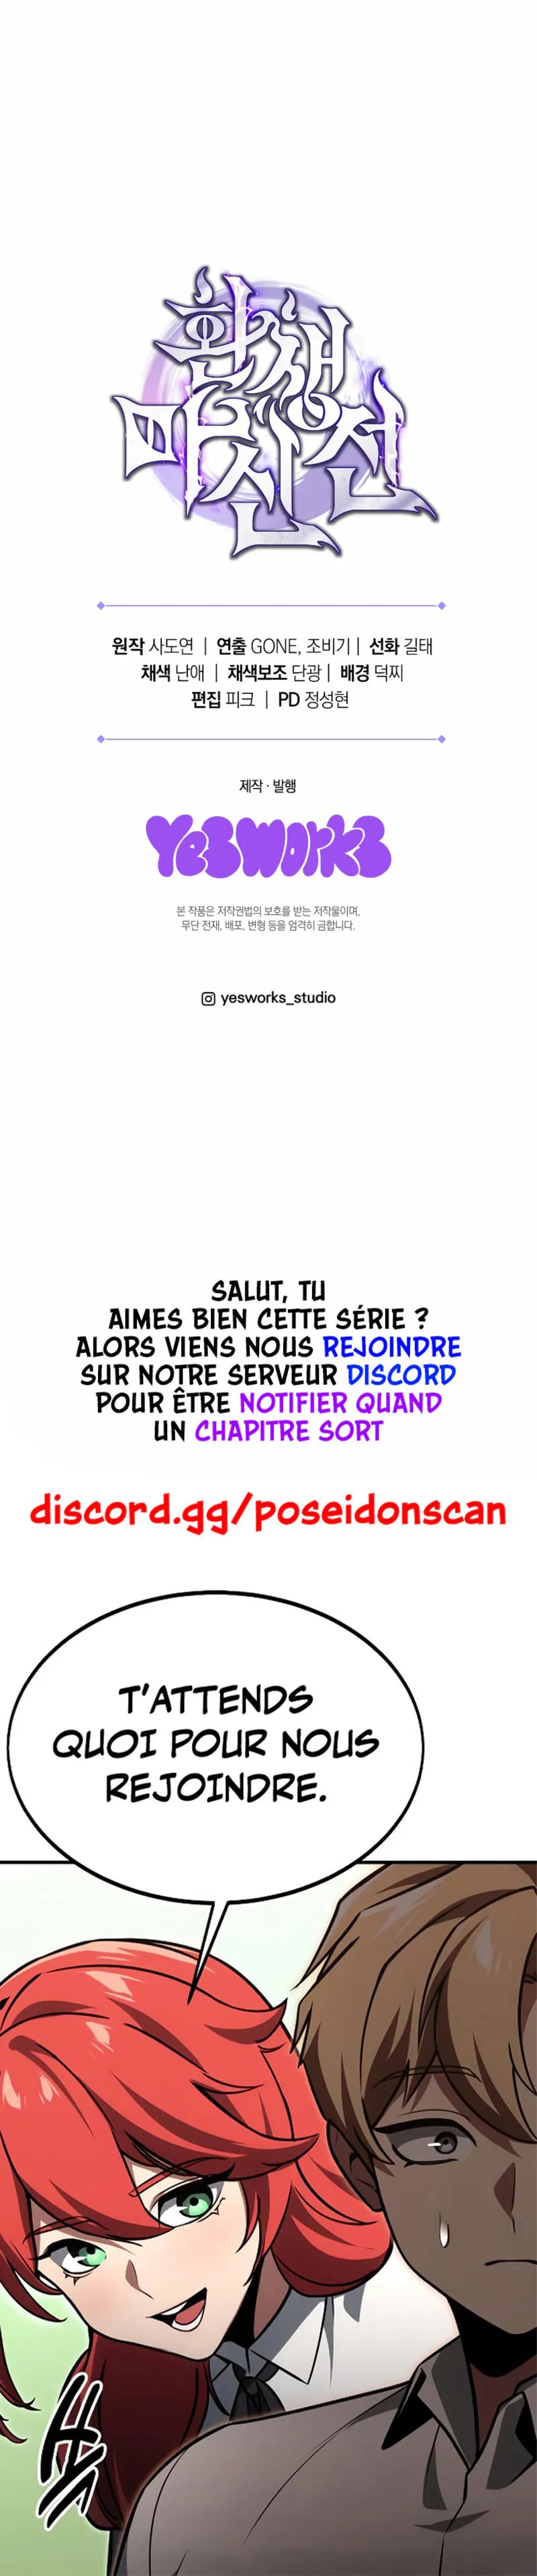 환생
마신전
원작 사도연 | 연출 GONE, 조비기 | 선화 길태
채색 난애 | 채색보조 단광 | 배경 덕찌
편집 피크 | PD 정성현
제작 · 발행
YESWORKS
본 작품은 저작권법의 보호를 받는 저작물이며,
무단 전재, 배포, 변형 등을 엄격히 금합니다.
yesworks_studio
SALUT, TU
AIMES BIEN CETTE SÉRIE ?
ALORS VIENS NOUS REJOINDRE
SUR NOTRE SERVEUR DISCORD
POUR ÊTRE NOTIFIER QUAND
UN CHAPITRE SORT
discord.gg/poseidonscan
T'ATTENDS
QUOI POUR NOUS
REJOINDRE.